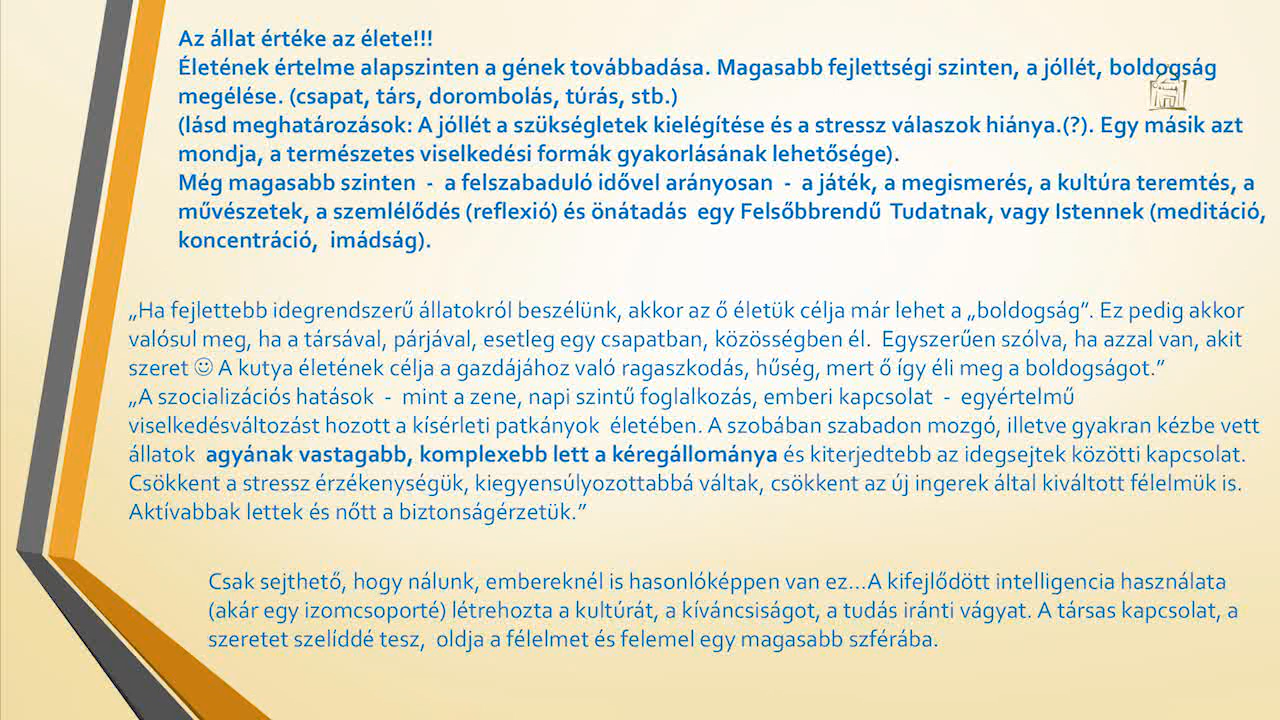 Az állat értéke az élete!!!
Életének értelme alapszinten a gének továbbadása. Magasabb fejlettségi szinten, a jóllét, boldogság
megélése. (csapat, társ, dorombolás, túrás, stb.)
(lásd meghatározások: A jóllét a szükségletek kielégítése és a stressz válaszok hiánya.(?). Egy másik azt
mondja, a természetes viselkedési formák gyakorlásának lehetősége).
Még magasabb szinten - a felszabaduló idővel arányosan - a játék, a megismerés, a kultúra teremtés, a
művészetek, a szemlélődés (reflexió) és önátadás egy Felsőbbrendű Tudatnak, vagy Istennek (meditáció,
koncentráció, imádság).
„Ha fejlettebb idegrendszerű állatokról beszélünk, akkor az ő életük célja már lehet a „boldogság”. Ez pedig akkor
valósul meg, ha a társával, párjával, esetleg egy csapatban, közösségben él. Egyszerűen szólva, ha azzal van, akit
szeret ☺ A kutya életének célja a gazdájához való ragaszkodás, hűség, mert ő így éli meg a boldogságot.”
„A szocializációs hatások - mint a zene, napi szintű foglalkozás, emberi kapcsolat - egyértelmű
viselkedésváltozást hozott a kísérleti patkányok életében. A szobában szabadon mozgó, illetve gyakran kézbe vett
állatok agyának vastagabb, komplexebb lett a kéregállománya és kiterjedtebb az idegsejtek közötti kapcsolat.
Csökkent a stressz érzékenységük, kiegyensúlyozottabbá váltak, csökkent az új ingerek által kiváltott félelmük is.
Aktívabbak lettek és nőtt a biztonságérzetük.”
Csak sejthető, hogy nálunk, embereknél is hasonlóképpen van ez...A kifejlődött intelligencia használata
(akár egy izomcsoporté) létrehozta a kultúrát, a kíváncsiságot, a tudás iránti vágyat. A társas kapcsolat, a
szeretet szelíddé tesz, oldja a félelmet és felemel egy magasabb szférába.